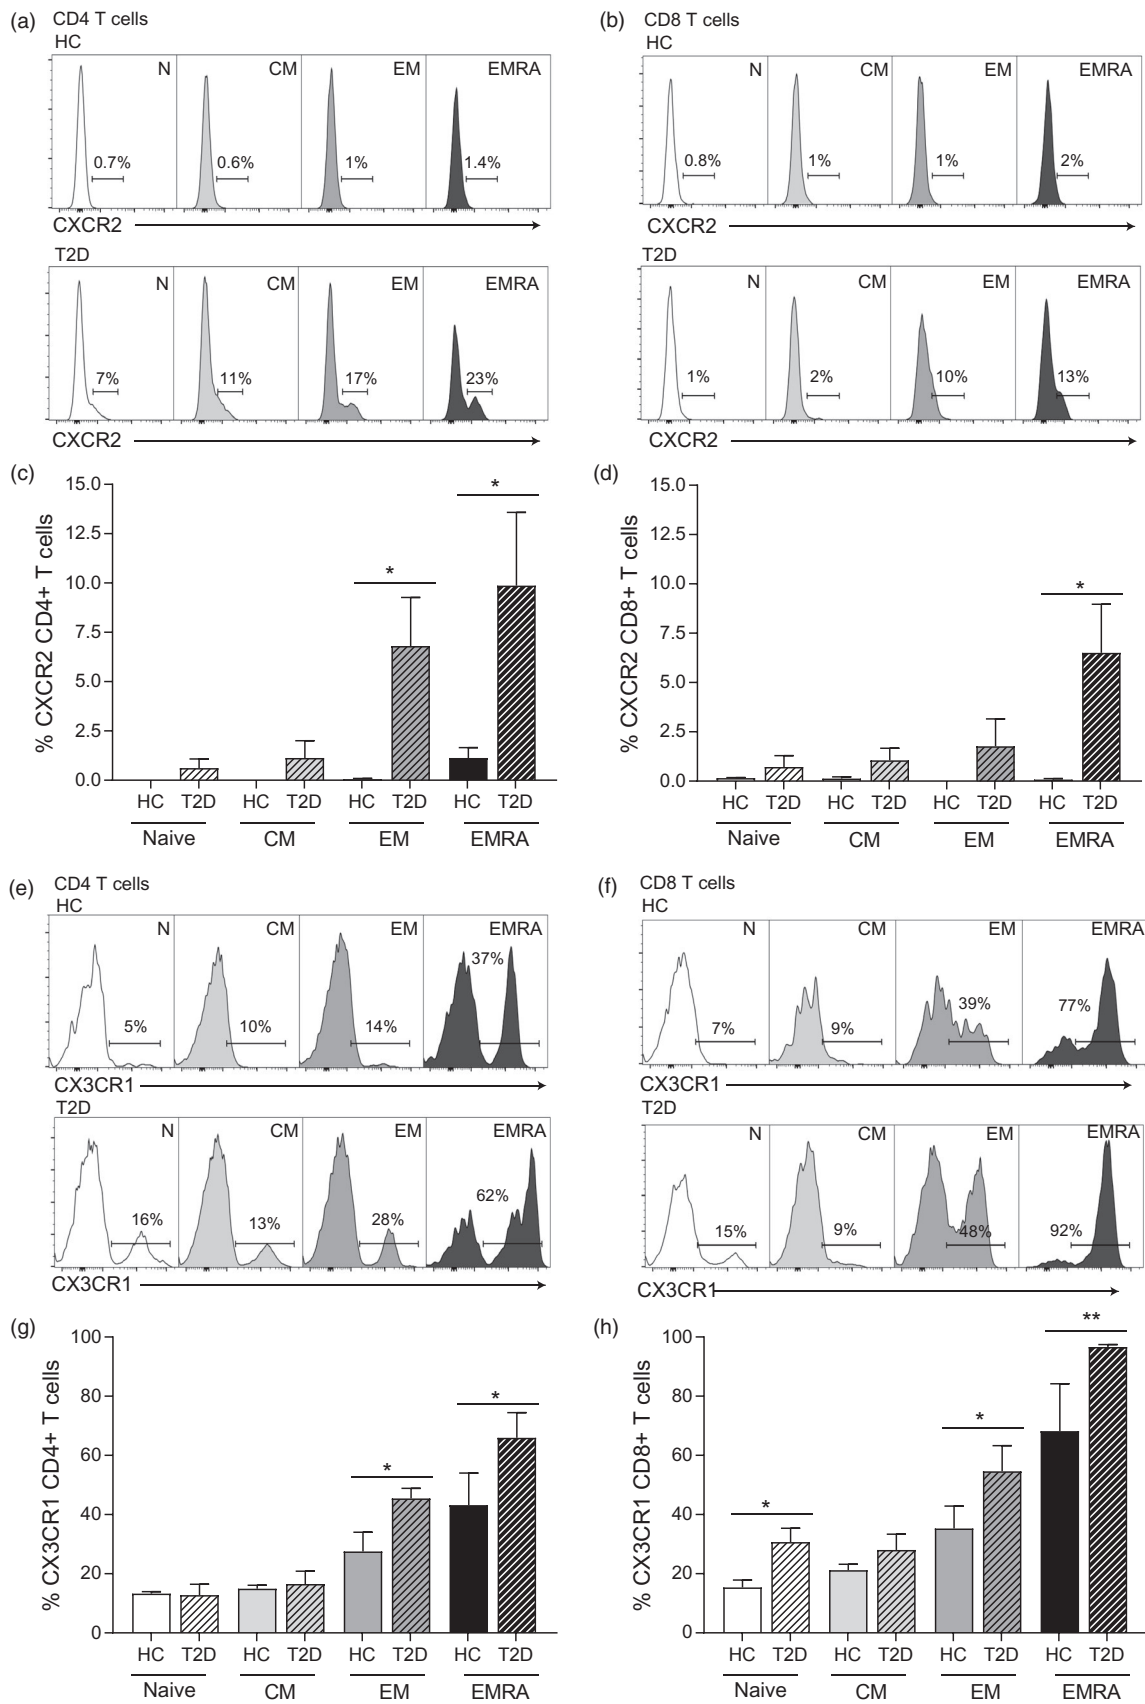 (a) CD4 T cells
HC
N CM EM EMRA
0.7% 0.6% 1% 1.4%
CXCR2
T2D
N CM EM EMRA
7% 11% 17% 23%
CXCR2
(b) CD8 T cells
HC
N CM EM EMRA
0.8% 1% 1% 2%
CXCR2
T2D
N CM EM EMRA
1% 2% 10% 13%
CXCR2
(c)
% CXCR2 CD4+ T cells
15.0
12.5
10.0
7.5
5.0
2.5
0.0
* *
HC T2D HC T2D HC T2D HC T2D
Naive CM EM EMRA
(d)
% CXCR2 CD8+ T cells
15.0
12.5
10.0
7.5
5.0
2.5
0.0
*
HC T2D HC T2D HC T2D HC T2D
Naive CM EM EMRA
(e) CD4 T cells
HC
N CM EM EMRA
5% 10% 14% 37%
CX3CR1
T2D
N CM EM EMRA
16% 13% 28% 62%
CX3CR1
(f) CD8 T cells
HC
N CM EM EMRA
7% 9% 39% 77%
CX3CR1
T2D
N CM EM EMRA
15% 9% 48% 92%
CX3CR1
(g)
% CX3CR1 CD4+ T cells
100
80
60
40
20
0
* *
HC T2D HC T2D HC T2D HC T2D
Naive CM EM EMRA
(h)
% CX3CR1 CD8+ T cells
100
80
60
40
20
0
* * **
HC T2D HC T2D HC T2D HC T2D
Naive CM EM EMRA